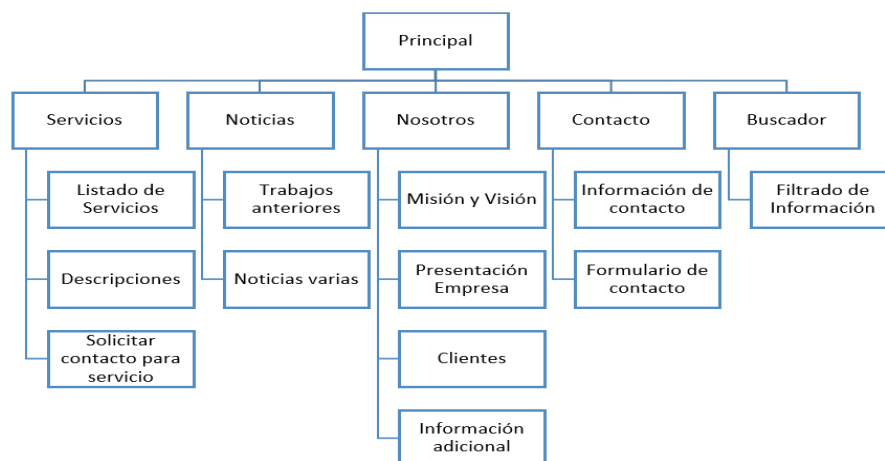 Principal
Servicios
Noticias
Nosotros
Contacto
Buscador
Listado de
Servicios
Trabajos
anteriores
Misión y Visión
Información de
contacto
Filtrado de
Información
Descripciones
Noticias varias
Presentación
Empresa
Formulario de
contacto
Solicitar
contacto para
servicio
Clientes
Información
adicional